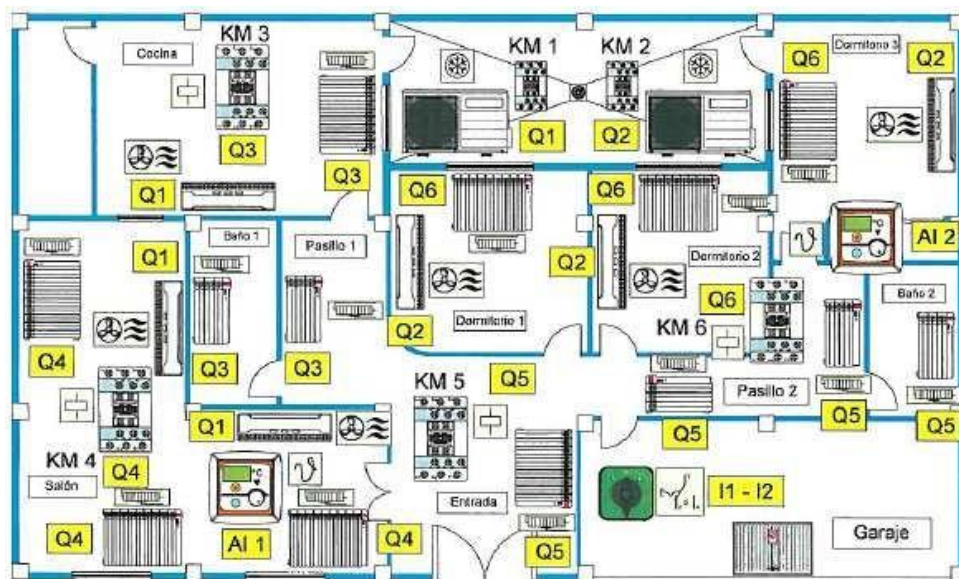 Cocina
KM 3
KM 1
KM 2
Q6
Dormitorio 3
Q2
Q3
Q1
Q2
Q1
Q3
Q6
Q6
Q1
Baño 1
Pasillo 1
Q2
Dormitorio 2
°C
AI 2
Q4
Q3
Q3
Q2
Dormitorio 1
Q6
KM 6
Baño 2
KM 5
Q5
Pasillo 2
Q5
Q5
Q5
KM 4
Q4
Q1
Salón
°C
Entrada
I1 - I2
Q4
AI 1
Q4
Q5
Garaje